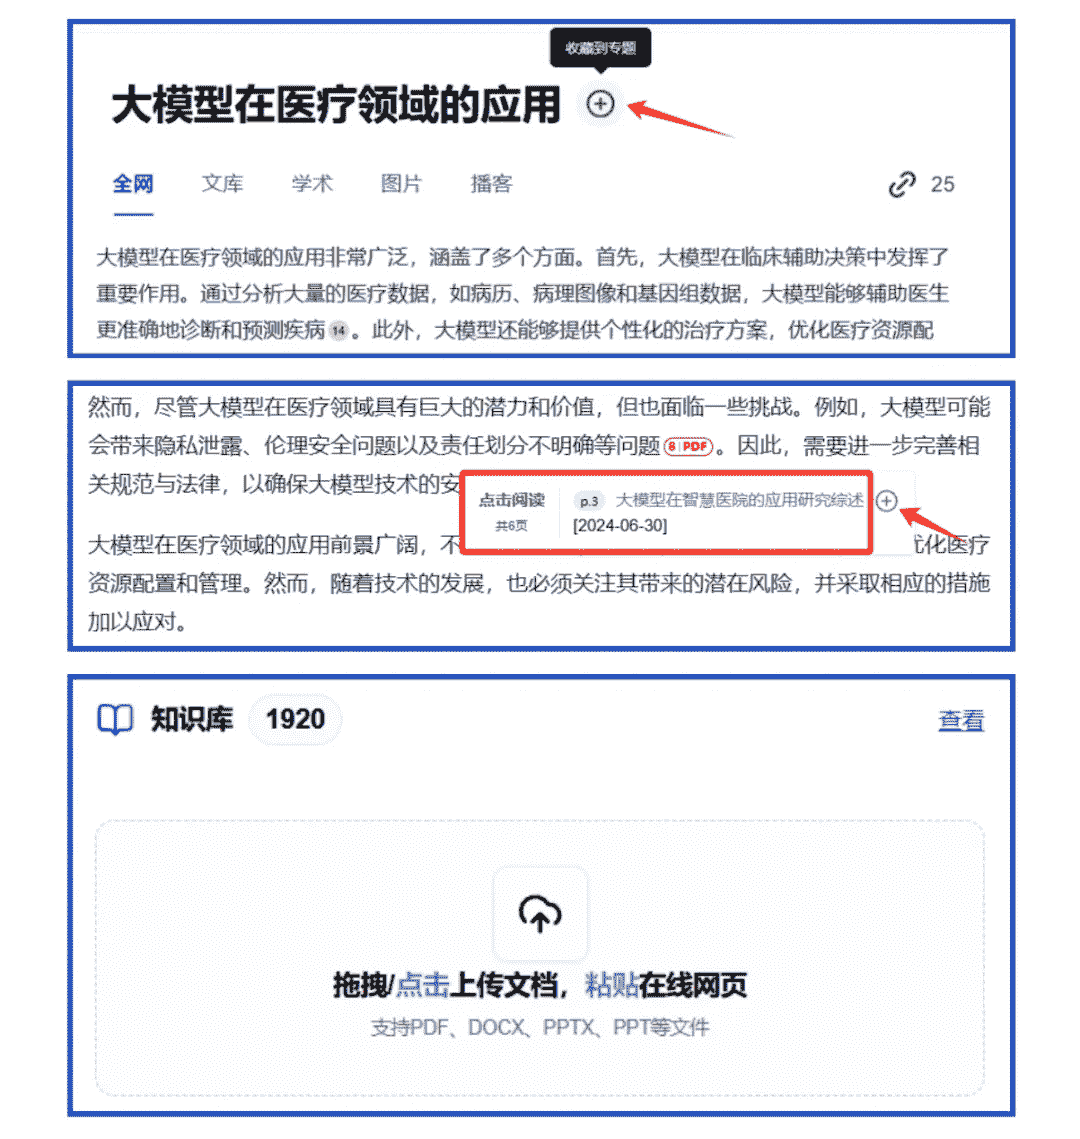 收藏到专题
大模型在医疗领域的应用
全网 文库 学术 图片 播客 25
大模型在医疗领域的应用非常广泛，涵盖了多个方面。首先，大模型在临床辅助决策中发挥了
重要作用。通过分析大量的医疗数据，如病历、病理图像和基因组数据，大模型能够辅助医生
更准确地诊断和预测疾病 14 。此外，大模型还能够提供个性化的治疗方案，优化医疗资源配
然而，尽管大模型在医疗领域具有巨大的潜力和价值，但也面临一些挑战。例如，大模型可能
会带来隐私泄露、伦理安全问题以及责任划分不明确等问题 8 PDF 。因此，需要进一步完善相
关规范与法律，以确保大模型技术的安
点击阅读 p.3 大模型在智慧医院的应用研究综述
共6页 [2024-06-30]
大模型在医疗领域的应用前景广阔，不 优化医疗
资源配置和管理。然而，随着技术的发展，也必须关注其带来的潜在风险，并采取相应的措施
加以应对。
知识库 1920 查看
拖拽/点击上传文档，粘贴在线网页
支持PDF、DOCX、PPTX、PPT等文件